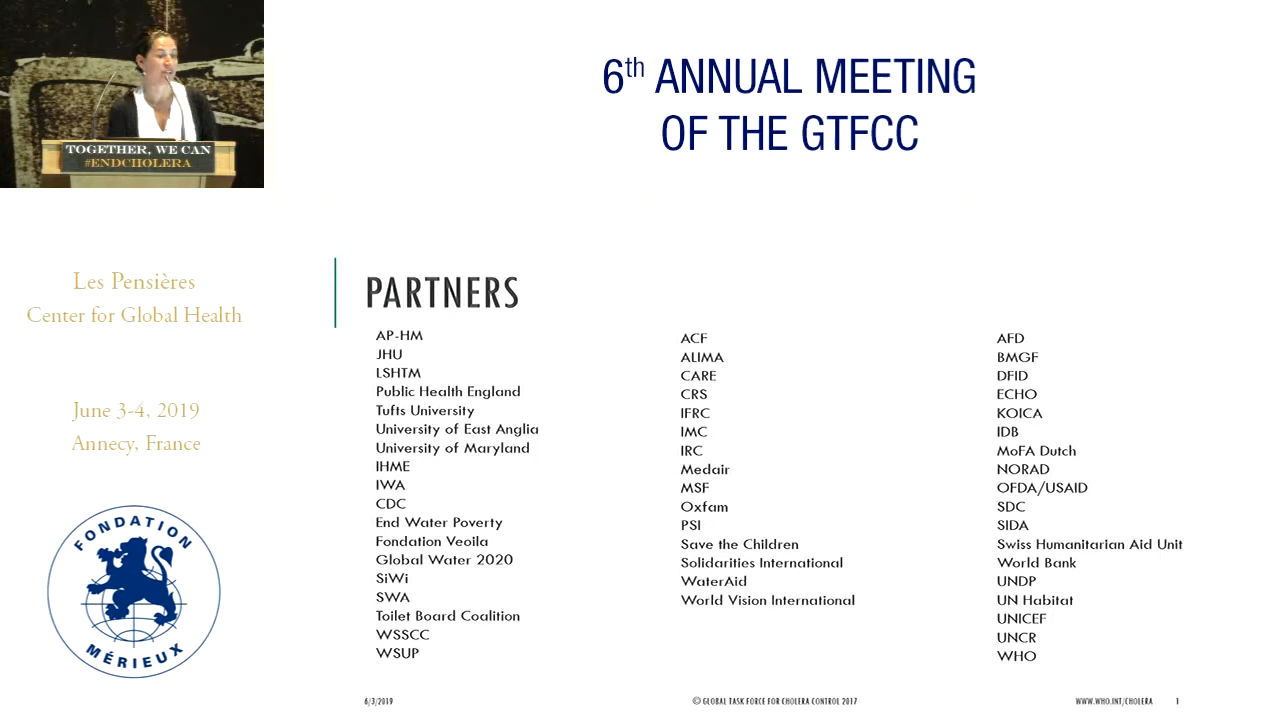 TOGETHER, WE CAN
#ENDCHOLERA
6th ANNUAL MEETING
OF THE GTFCC
Les Pensières
Center for Global Health
June 3-4, 2019
Annecy, France
FONDATION
MÉRIEUX
PARTNERS
AP-HM
JHU
LSHTM
Public Health England
Tufts University
University of East Anglia
University of Maryland
IHME
IWA
CDC
End Water Poverty
Fondation Veoila
Global Water 2020
SiWi
SWA
Toilet Board Coalition
WSSCC
WSUP
ACF
ALIMA
CARE
CRS
IFRC
IMC
IRC
Medair
MSF
Oxfam
PSI
Save the Children
Solidarities International
WaterAid
World Vision International
AFD
BMGF
DFID
ECHO
KOICA
IDB
MoFA Dutch
NORAD
OFDA/USAID
SDC
SIDA
Swiss Humanitarian Aid Unit
World Bank
UNDP
UN Habitat
UNICEF
UNCR
WHO
6/3/2019
© GLOBAL TASK FORCE FOR CHOLERA CONTROL 2017
WWW.WHO.INT/CHOLERA
1